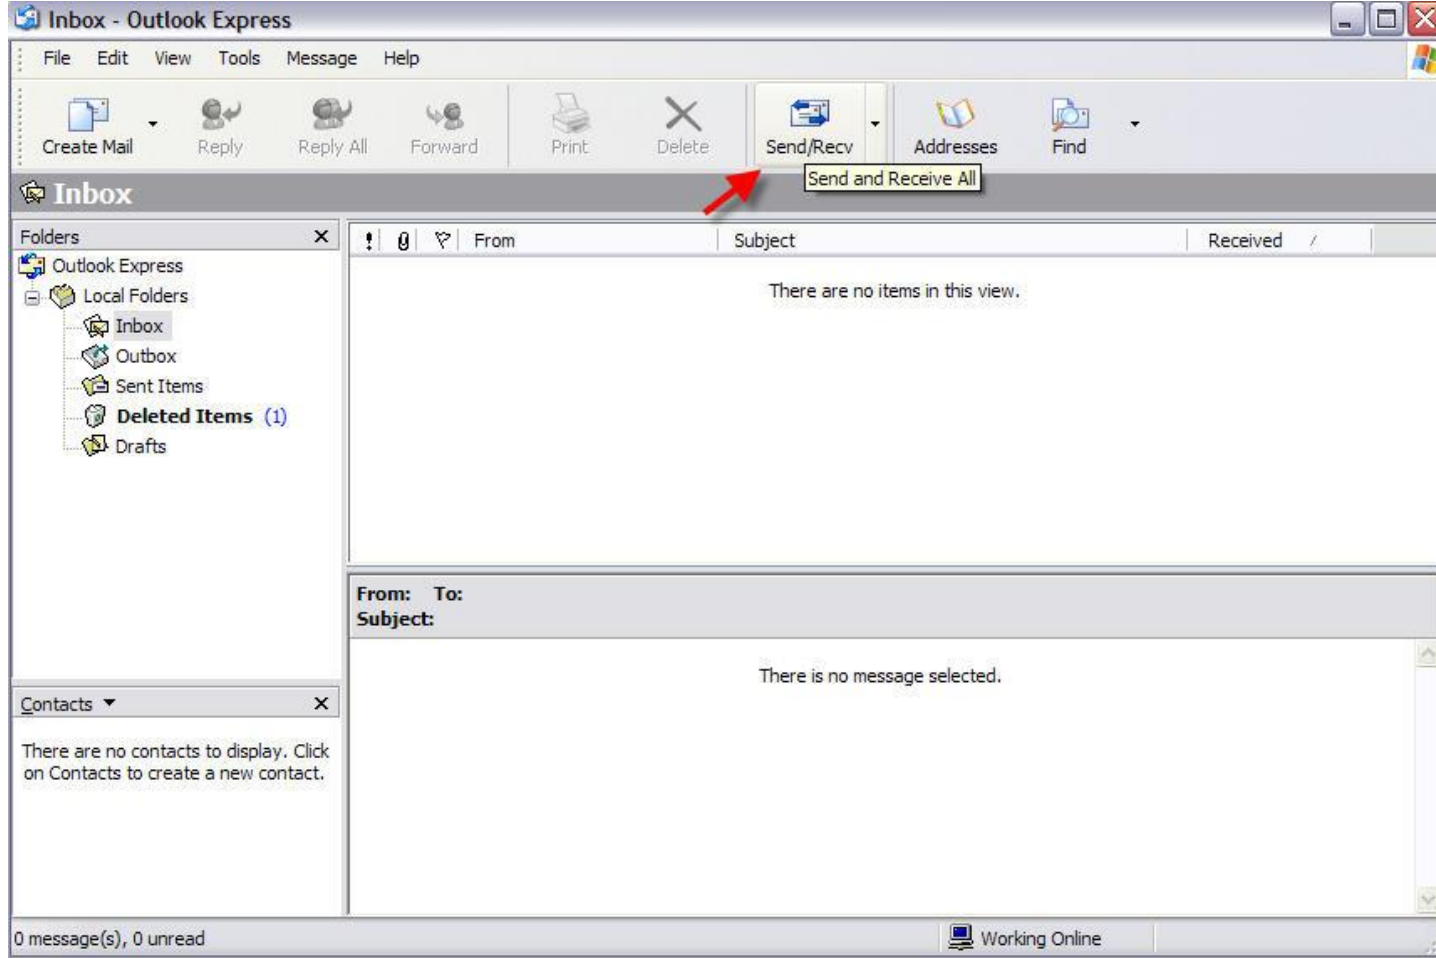 Inbox - Outlook Express
File Edit View Tools Message Help
Create Mail Reply Reply All Forward Print Delete Send/Recv Addresses Find
Send and Receive All
Inbox
Folders
! From Subject Received
Outlook Express
Local Folders
Inbox
Outbox
Sent Items
Deleted Items (1)
Drafts
There are no items in this view.
From: To:
Subject:
There is no message selected.
Contacts
There are no contacts to display. Click
on Contacts to create a new contact.
0 message(s), 0 unread
Working Online